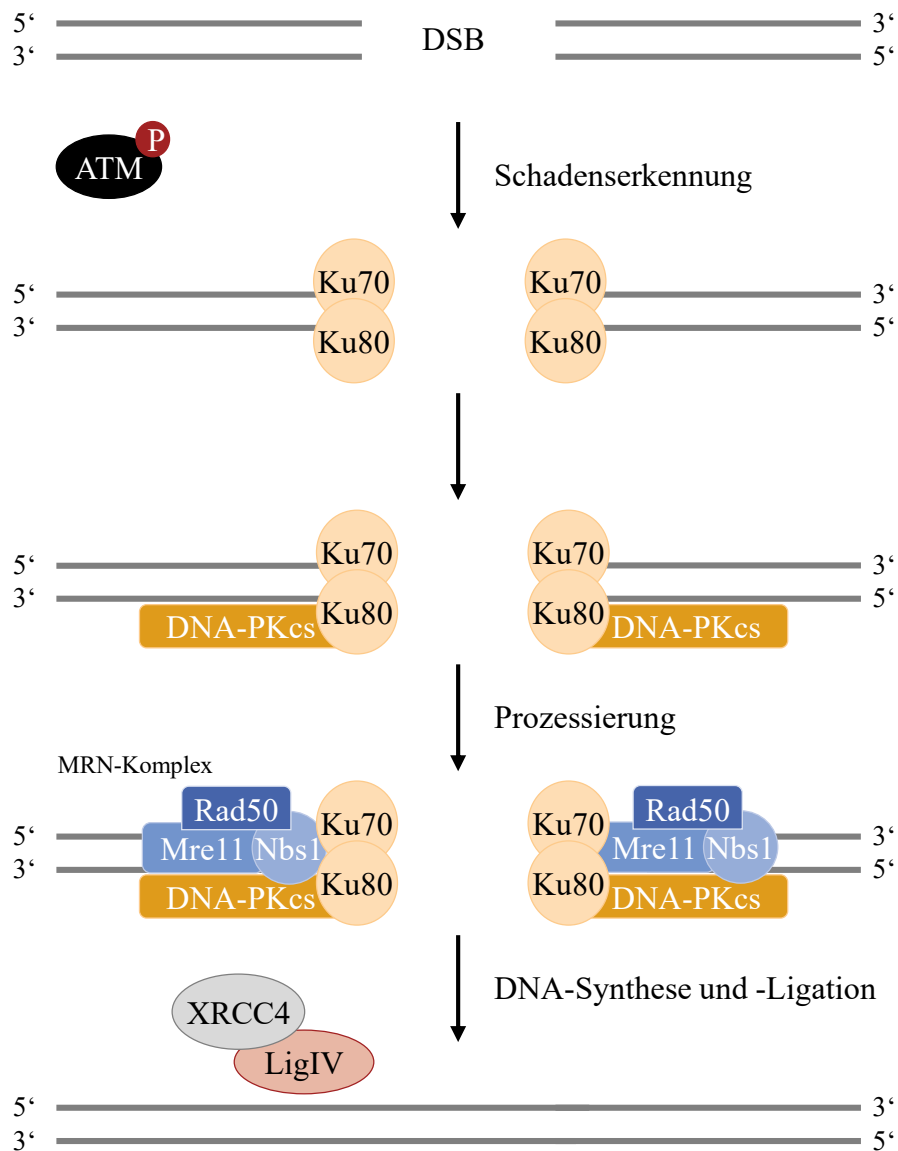 5‘ 3‘
DSB
3‘ 5‘
P
ATM
Schadenserkennung
Ku70 Ku70
5‘ 3‘
3‘ 5‘
Ku80 Ku80
Ku70 Ku70
5‘ 3‘
3‘ 5‘
Ku80 Ku80
DNA-PKcs DNA-PKcs
Prozessierung
MRN-Komplex
Rad50 Rad50
5‘ Ku70 Ku70 3‘
Mre11 Nbs1 Mre11 Nbs1
3‘ Ku80 Ku80 5‘
DNA-PKcs DNA-PKcs
DNA-Synthese und -Ligation
XRCC4
LigIV
5‘ 3‘
3‘ 5‘